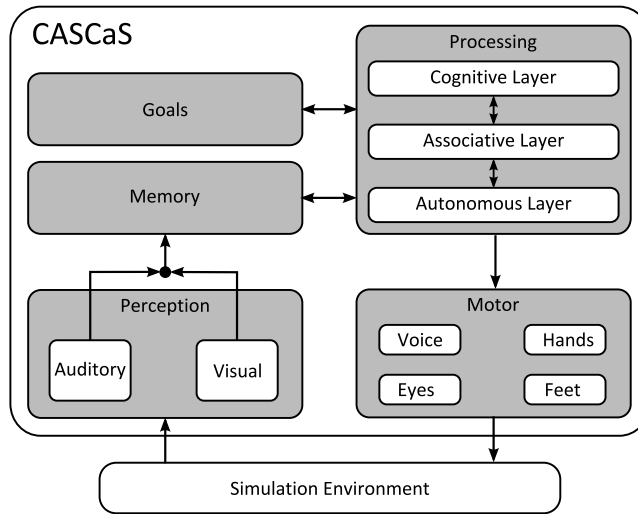 CASCaS
Processing
Cognitive Layer
Goals
Associative Layer
Memory
Autonomous Layer
Perception
Motor
Auditory
Visual
Voice
Hands
Eyes
Feet
Simulation Environment